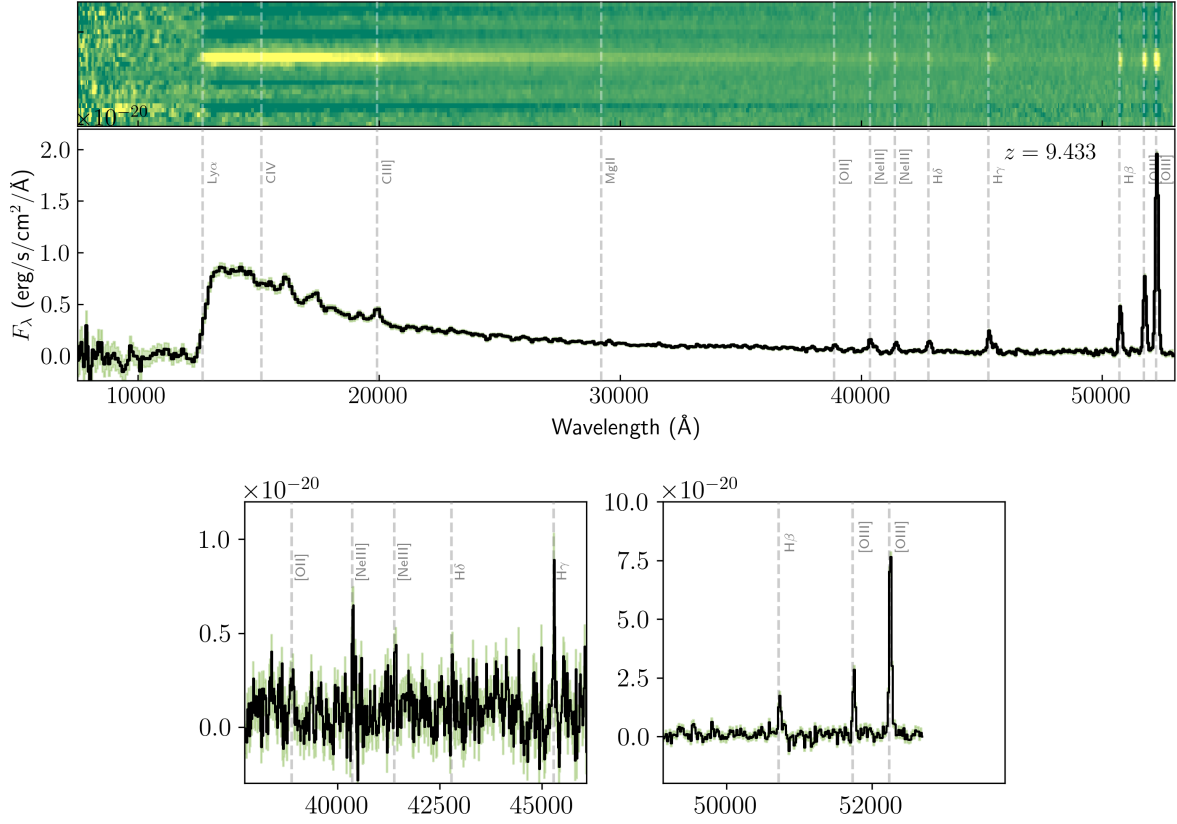 ×10⁻²⁰
z = 9.433
Lyα
CIV
CIII]
MgII
[OII]
[NeIII]
[NeIII]
Hδ
Hγ
Hβ
[OIII]
[OIII]
2.0
1.5
1.0
0.5
0.0
F_λ (erg/s/cm²/Å)
10000 20000 30000 40000 50000
Wavelength (Å)
×10⁻²⁰
1.0
0.5
0.0
[OII]
[NeIII]
[NeIII]
Hδ
Hγ
40000 42500 45000
×10⁻²⁰
10.0
7.5
5.0
2.5
0.0
Hβ
[OIII]
[OIII]
50000 52000